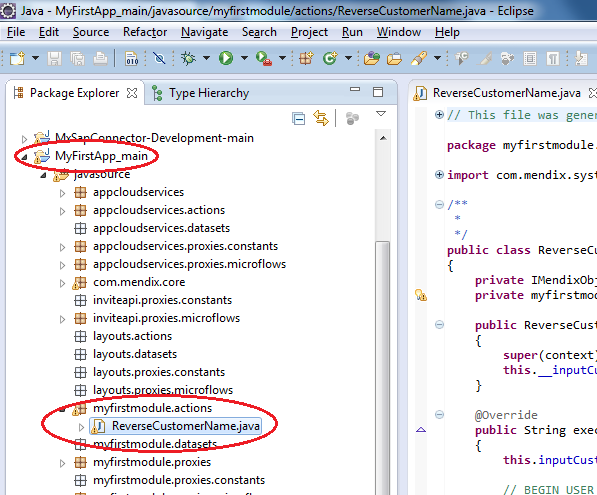 Java - MyFirstApp_main/javasource/myfirstmodule/actions/ReverseCustomerName.java - Eclipse
File Edit Source Refactor Navigate Search Project Run Mendix Window Help
Package Explorer Type Hierarchy
MxSapConnector-Development-main
MyFirstApp_main
javasource
appcloudservices
appcloudservices.actions
appcloudservices.datasets
appcloudservices.proxies.constants
appcloudservices.proxies.microflows
com.mendix.core
inviteapi.proxies.constants
inviteapi.proxies.microflows
layouts.actions
layouts.datasets
layouts.proxies.constants
layouts.proxies.microflows
myfirstmodule.actions
ReverseCustomerName.java
myfirstmodule.datasets
myfirstmodule.proxies
myfirstmodule.proxies.constants
ReverseCustomerName.java
// This file was gener
package myfirstmodule.
import com.mendix.syst
/**
*
*/
public class ReverseCu
{
private IMendixObj
private myfirstmod
public ReverseCust
{
super(context)
this.__inputCu
}
@Override
public String exec
{
this.inputCust
// BEGIN USER